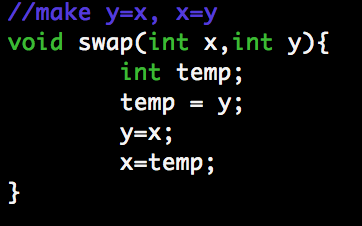 //make y=x, x=y
void swap(int x,int y){
        int temp;
        temp = y;
        y=x;
        x=temp;
}